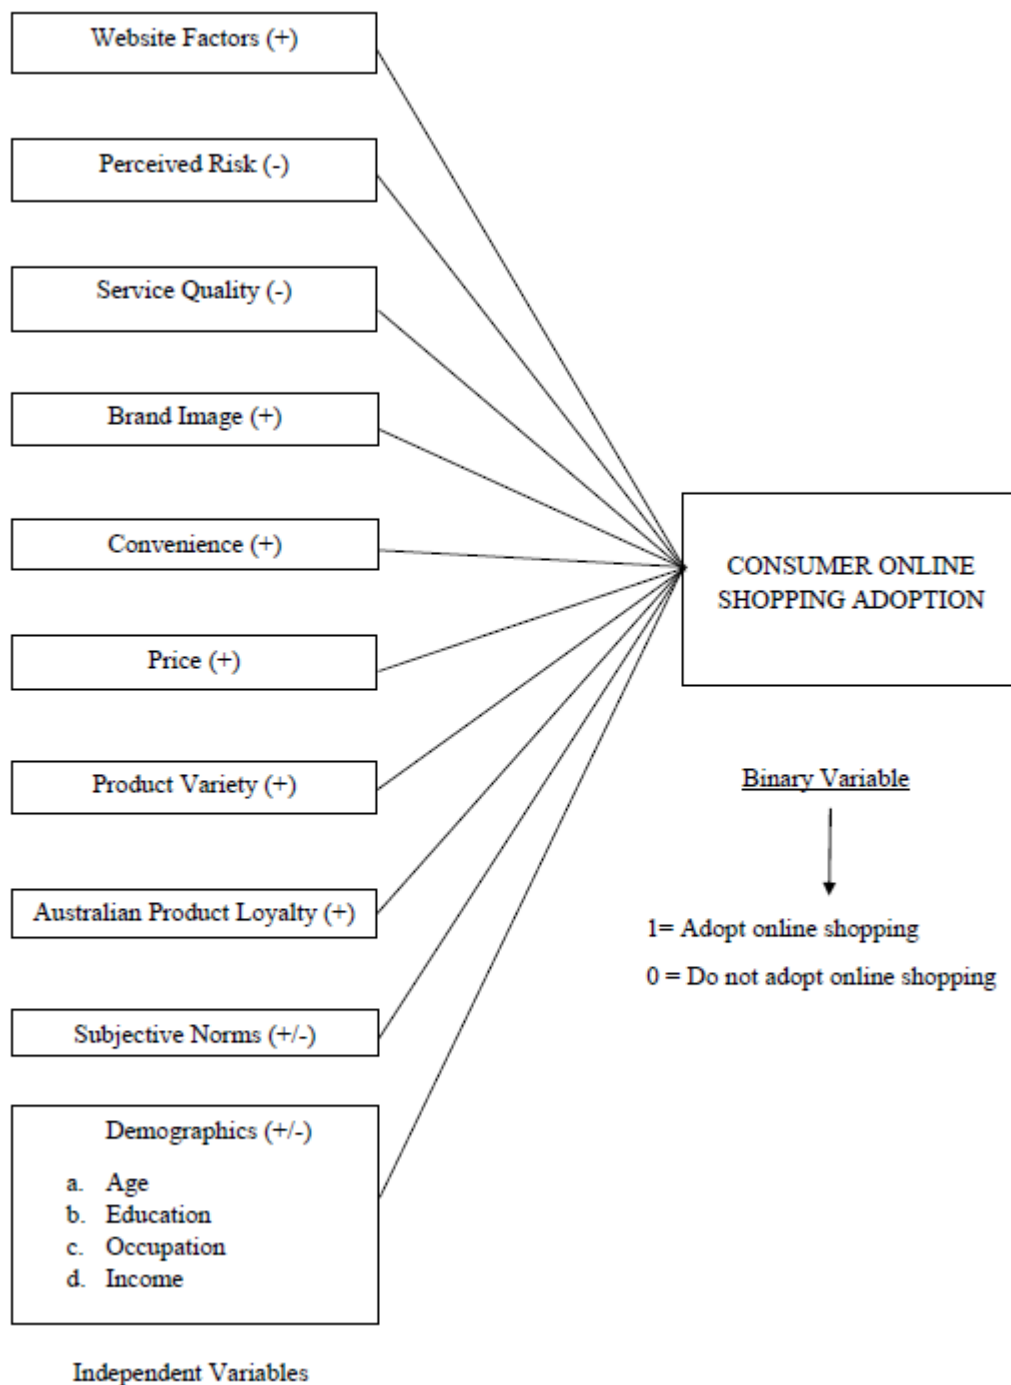 Website Factors (+)
Perceived Risk (-)
Service Quality (-)
Brand Image (+)
Convenience (+)
Price (+)
Product Variety (+)
Australian Product Loyalty (+)
Subjective Norms (+/-)
Demographics (+/-)
a. Age
b. Education
c. Occupation
d. Income
Independent Variables
CONSUMER ONLINE
SHOPPING ADOPTION
Binary Variable
1= Adopt online shopping
0 = Do not adopt online shopping